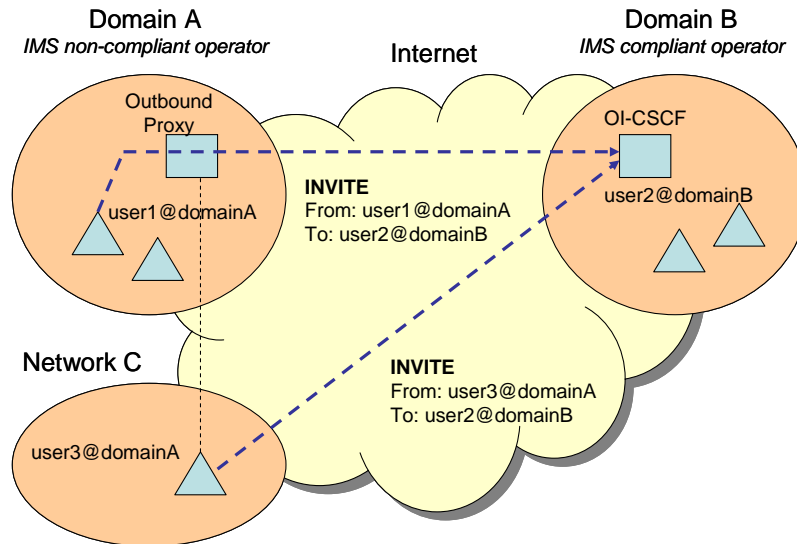 Domain A
IMS non-compliant operator
Domain B
IMS compliant operator
Internet
Outbound
Proxy
OI-CSCF
INVITE
From: user1@domainA
To: user2@domainB
user1@domainA
user2@domainB
Network C
INVITE
From: user3@domainA
To: user2@domainB
user3@domainA